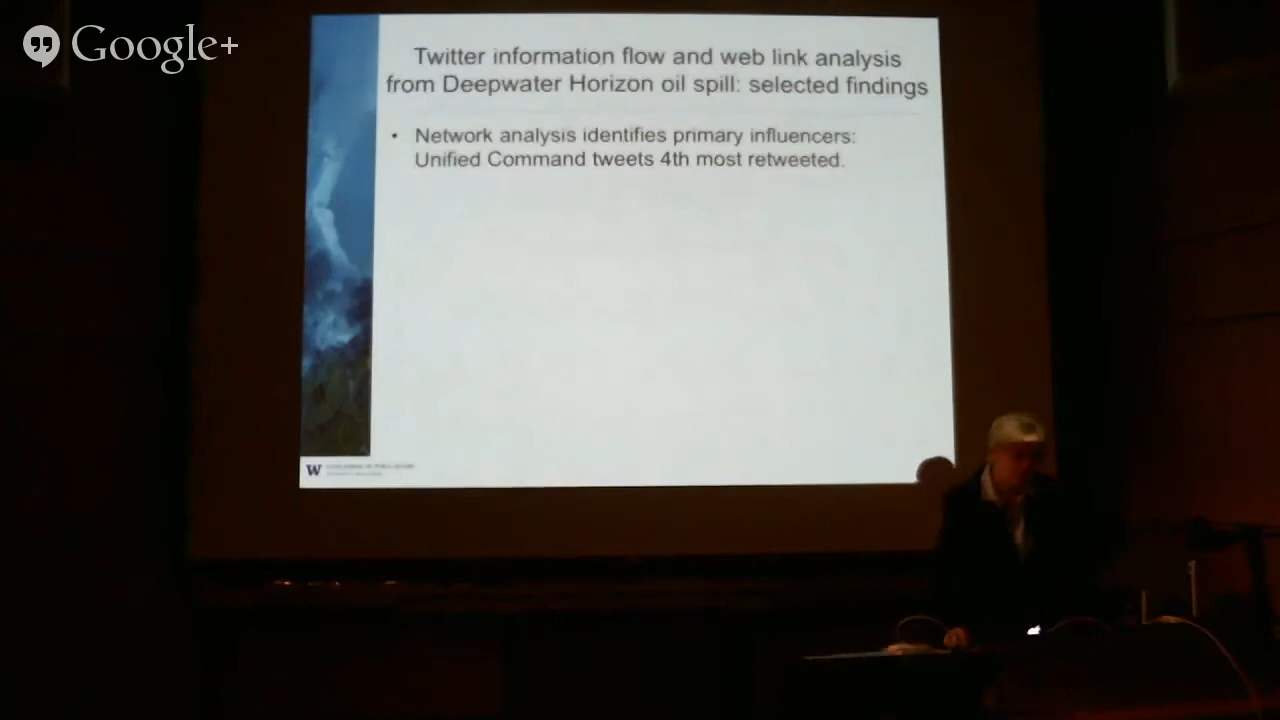 Google+
Twitter information flow and web link analysis
from Deepwater Horizon oil spill: selected findings
• Network analysis identifies primary influencers:
Unified Command tweets 4th most retweeted.
W